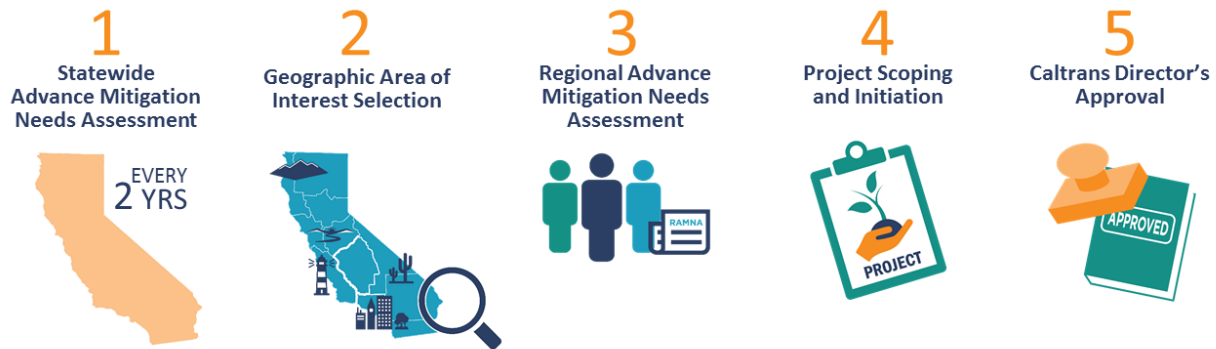 1
Statewide
Advance Mitigation
Needs Assessment
EVERY
2 YRS
2
Geographic Area of
Interest Selection
3
Regional Advance
Mitigation Needs
Assessment
RAMNA
4
Project Scoping
and Initiation
PROJECT
5
Caltrans Director's
Approval
APPROVED